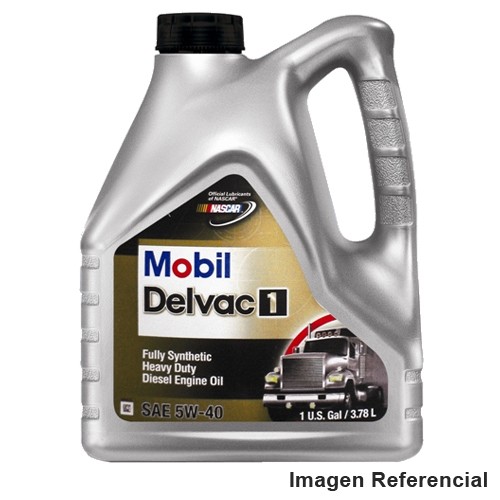 Official Lubricants
of NASCAR®
NASCAR
Mobil
Delvac 1
Fully Synthetic
Heavy Duty
Diesel Engine Oil
SAE 5W-40
1 U.S. Gal / 3.78 L
Imagen Referencial